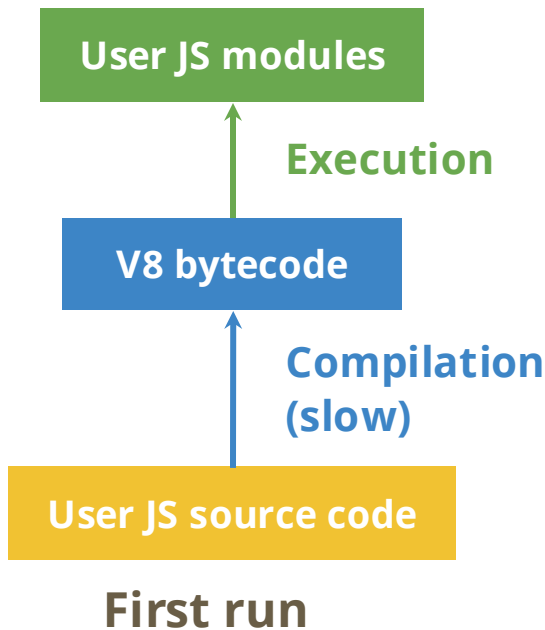 User JS modules
Execution
V8 bytecode
Compilation
(slow)
User JS source code
First run